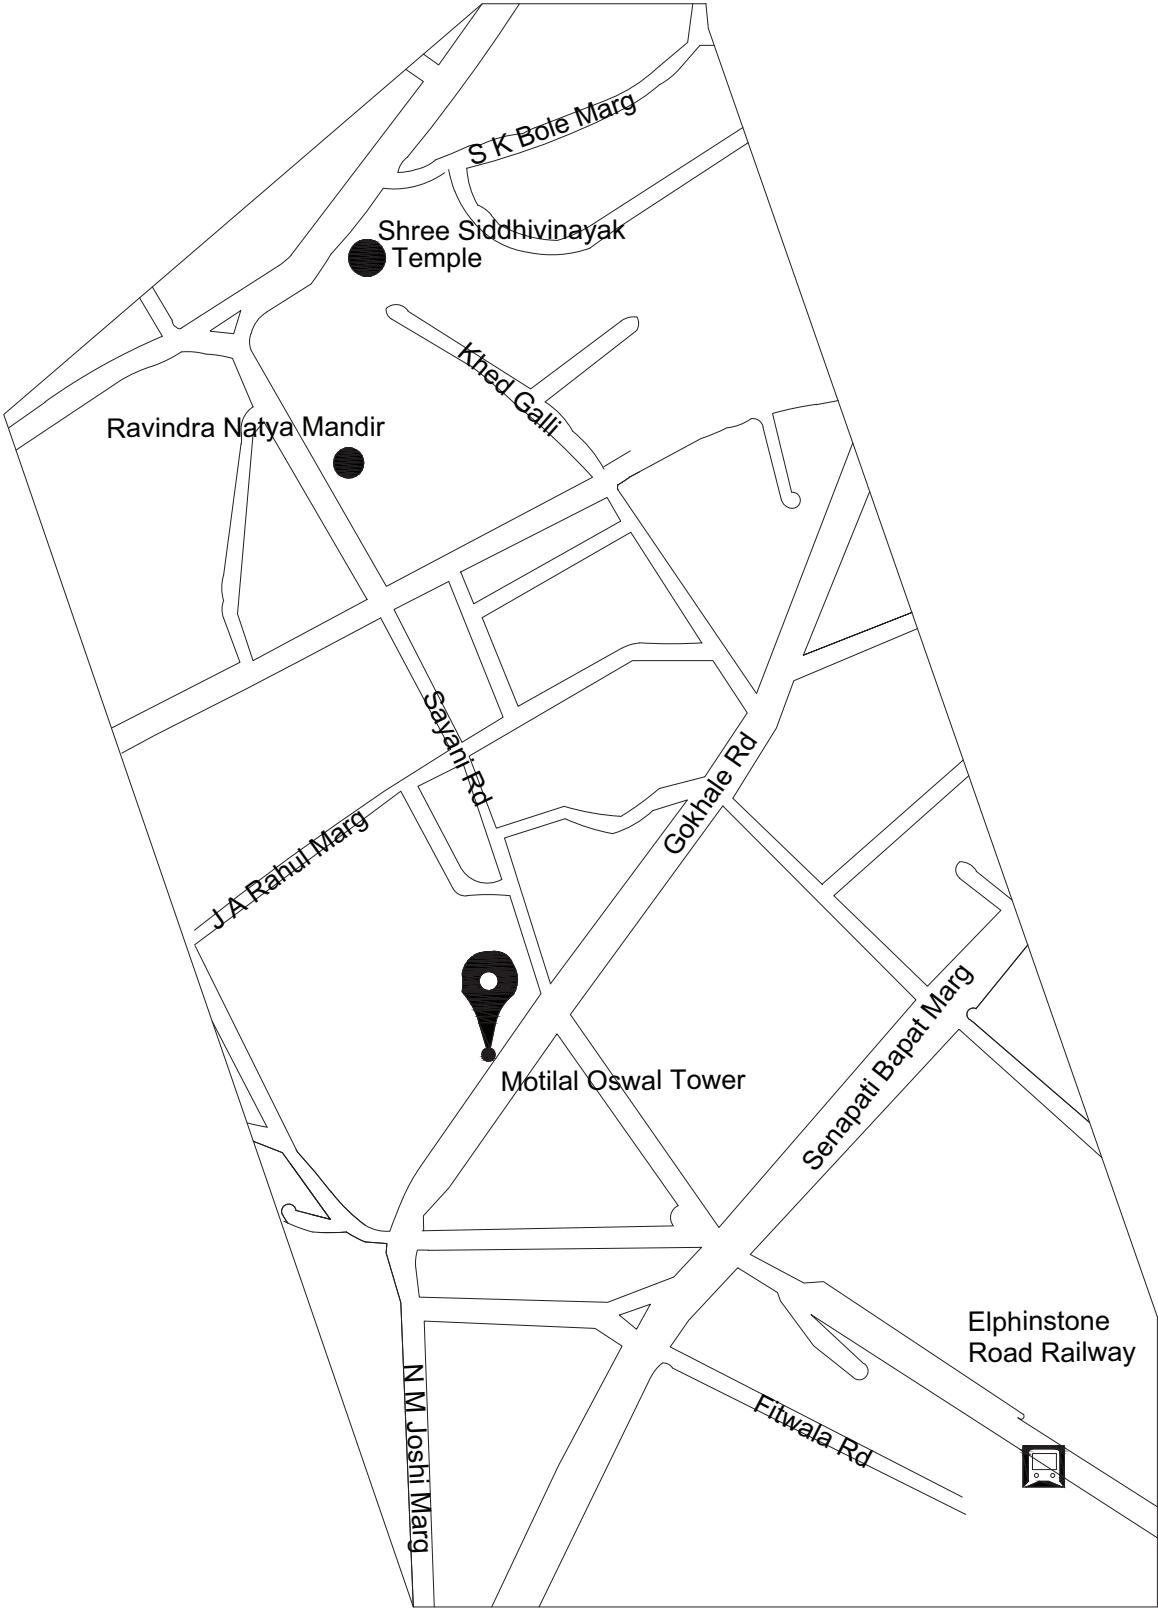 S K Bole Marg
Shree Siddhivinayak
Temple
Khed Galli
Ravindra Natya Mandir
Sayani Rd
Gokhale Rd
J A Rahul Marg
Senapati Bapat Marg
Motilal Oswal Tower
Elphinstone
Road Railway
N M Joshi Marg
Fitwala Rd